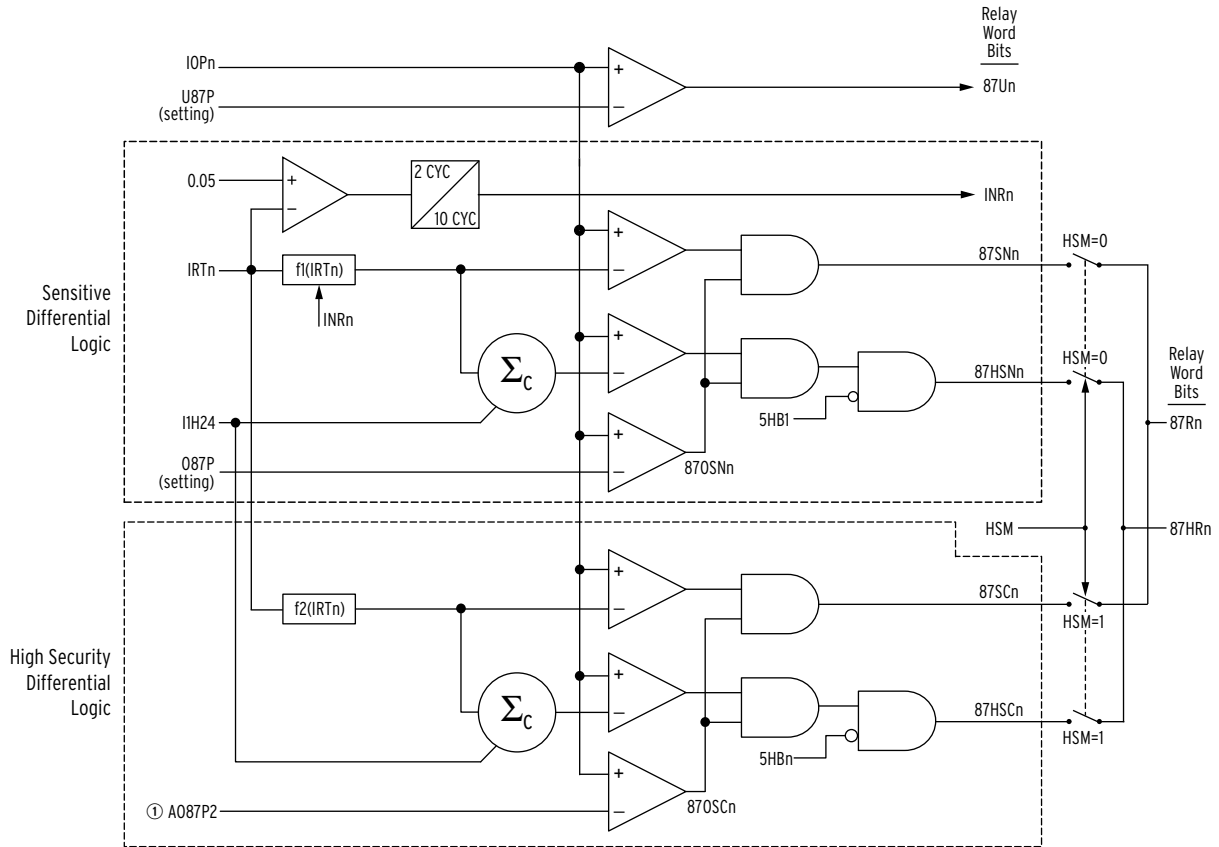 Relay
Word
Bits
IOPn
+
87Un
U87P
(setting)
−
0.05
+
−
2 CYC
10 CYC
INRn
IRTn
f1(IRTn)
INRn
+
−
87SNn
HSM=0
Sensitive
Differential
Logic
Σc
+
−
5HB1
87HSNn
HSM=0
Relay
Word
Bits
87Rn
I1H24
O87P
(setting)
+
−
87OSNn
HSM
87HRn
f2(IRTn)
+
−
87SCn
HSM=1
High Security
Differential
Logic
Σc
+
−
5HBn
87HSCn
HSM=1
① AO87P2
+
−
87OSCn